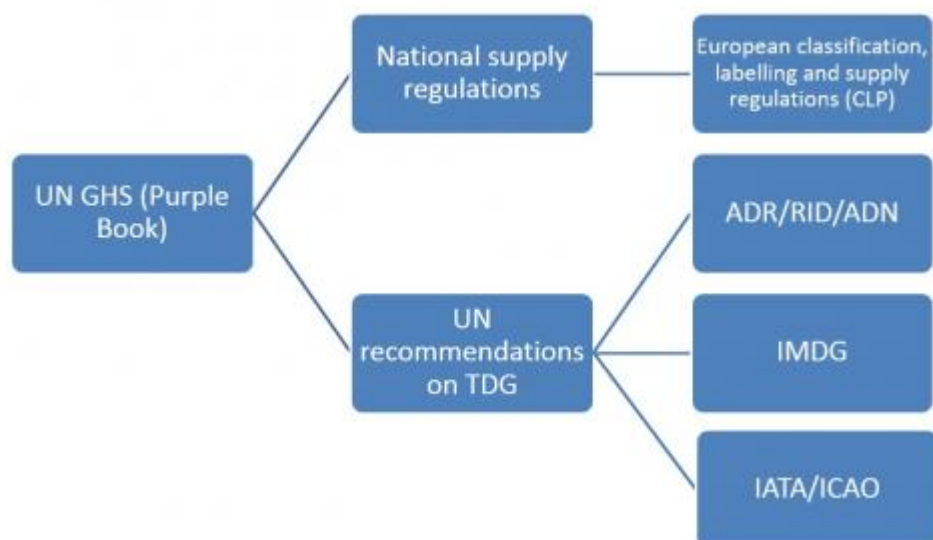 UN GHS (Purple
Book)
National supply
regulations
European classification,
labelling and supply
regulations (CLP)
UN
recommendations
on TDG
ADR/RID/ADN
IMDG
IATA/ICAO